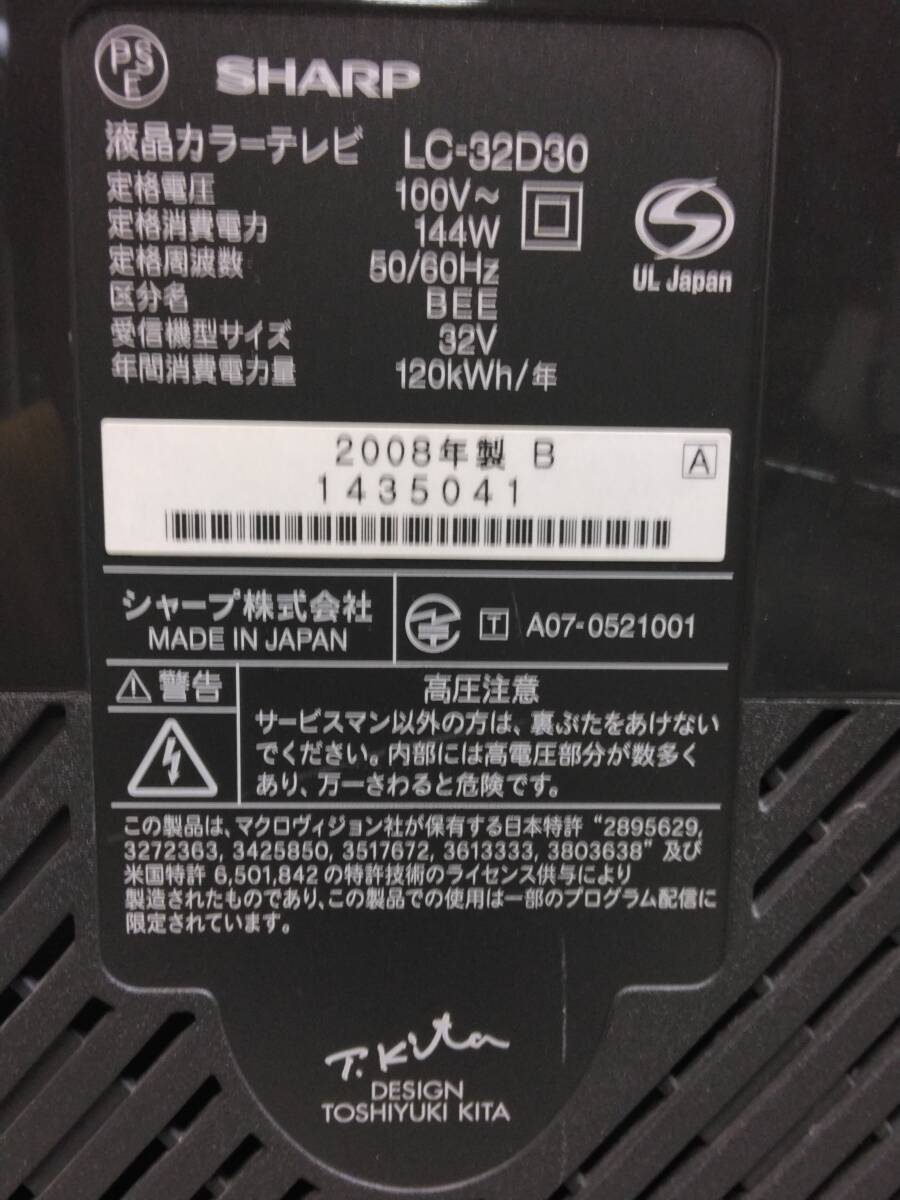 PSE
SHARP
液晶カラーテレビ LC-32D30
定格電圧 100V~
定格消費電力 144W
定格周波数 50/60Hz
区分名 BEE
受信機型サイズ 32V
年間消費電力量 120kWh/年
UL Japan
2008年製 B
A
1435041
シャープ株式会社
MADE IN JAPAN
T A07-0521001
警告
高圧注意
サービスマン以外の方は、裏ぶたをあけない
でください。内部には高電圧部分が数多く
あり、万一さわると危険です。
この製品は、マクロヴィジョン社が保有する日本特許 “2895629,
3272363, 3425850, 3517672, 3613333, 3803638” 及び
米国特許 6,501,842 の特許技術のライセンス供与により
製造されたものであり、この製品での使用は一部のプログラム配信に
限定されています。
T. Kita
DESIGN
TOSHIYUKI KITA